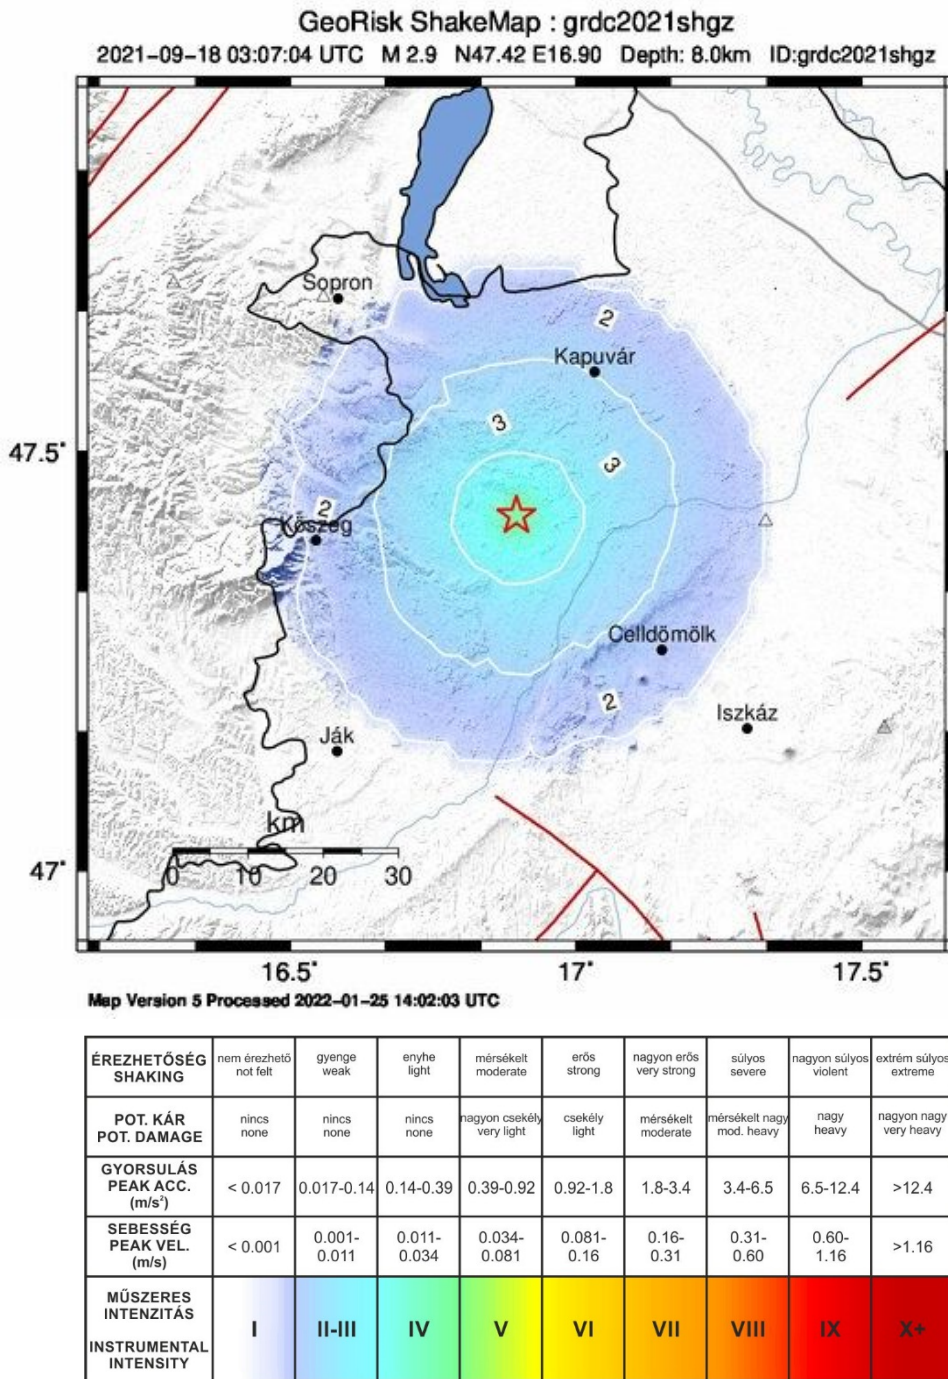 GeoRisk ShakeMap : grdc2021shgz
2021-09-18 03:07:04 UTC M 2.9 N47.42 E16.90 Depth: 8.0km ID:grdc2021shgz
Sopron
2
Kapuvár
3
47.5°
3
2
Kőszeg
Celldömölk
2
Iszkáz
Ják
km
47°
0 10 20 30
16.5° 17° 17.5°
Map Version 5 Processed 2022-01-25 14:02:03 UTC
ÉREZHETŐSÉG nem érezhető gyenge enyhe mérsékelt erős nagyon erős súlyos nagyon súlyos extrém súlyos
SHAKING not felt weak light moderate strong very strong severe violent extreme
POT. KÁR nincs nincs nincs nagyon csekély csekély mérsékelt mérsékelt nagy nagy nagyon nagy
POT. DAMAGE none none none very light light moderate mod. heavy heavy very heavy
GYORSULÁS
PEAK ACC. < 0.017 0.017-0.14 0.14-0.39 0.39-0.92 0.92-1.8 1.8-3.4 3.4-6.5 6.5-12.4 >12.4
(m/s²)
SEBESSÉG 0.001- 0.011- 0.034- 0.081- 0.16- 0.31- 0.60-
PEAK VEL. < 0.001 0.011 0.034 0.081 0.16 0.31 0.60 1.16 >1.16
(m/s)
MŰSZERES
INTENZITÁS
I II-III IV V VI VII VIII IX X+
INSTRUMENTAL
INTENSITY